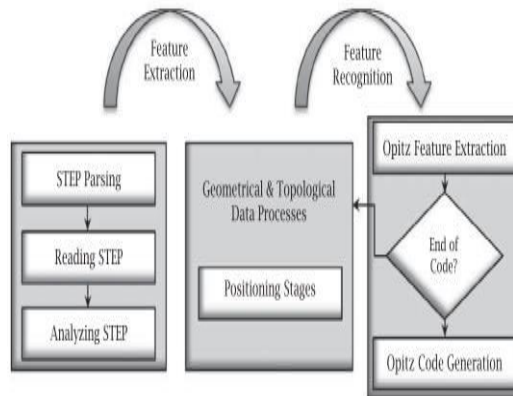 Feature
Extraction
Feature
Recognition
STEP Parsing
Reading STEP
Analyzing STEP
Geometrical & Topological
Data Processes
Positioning Stages
Opitz Feature Extraction
End of
Code?
Opitz Code Generation